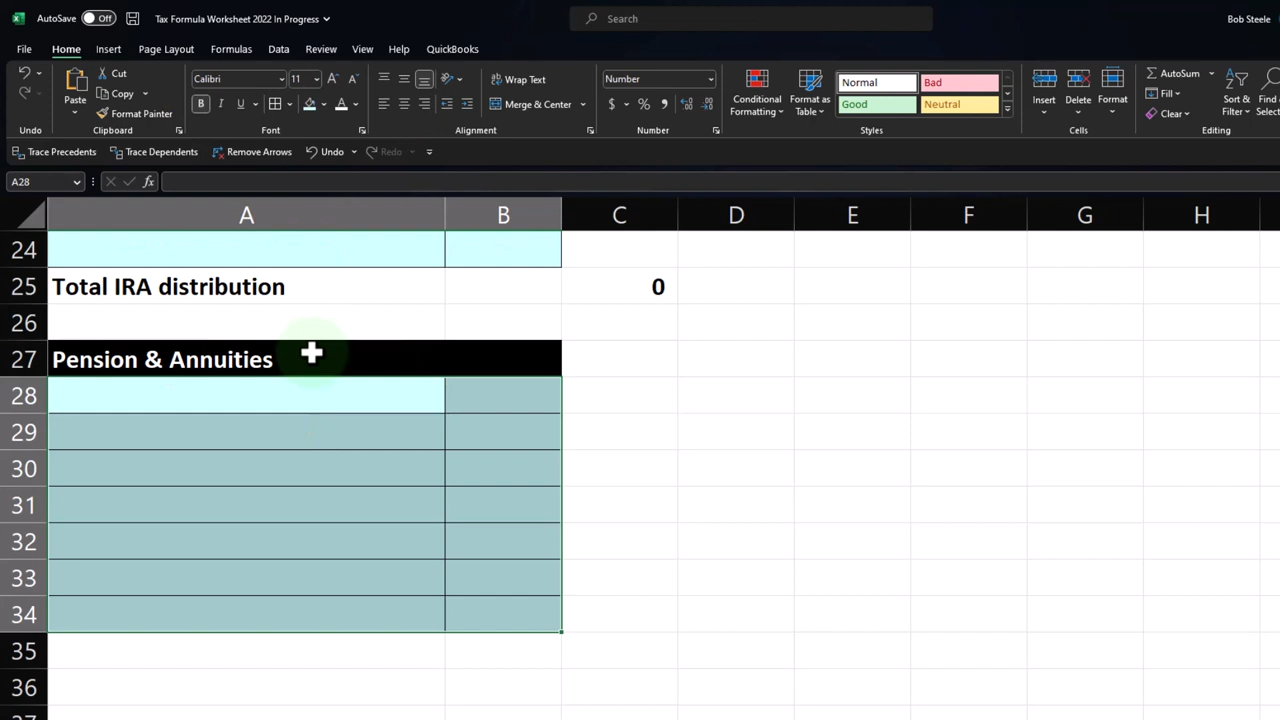 AutoSave Off Tax Formula Worksheet 2022 In Progress Search Bob Steele
File Home Insert Page Layout Formulas Data Review View Help QuickBooks
Paste Cut Copy Format Painter
Calibri 11 A A
B I U A
Wrap Text
Merge & Center
Number
$ %
Conditional Formatting
Format as Table
Normal Bad
Good Neutral
Insert Delete Format
AutoSum
Fill
Clear
Sort & Filter
Find &
Undo Clipboard Font Alignment Number Styles Cells Editing
Trace Precedents Trace Dependents Remove Arrows Undo Redo
A28 fx
A B C D E F G H
24
25 Total IRA distribution 0
26
27 Pension & Annuities
28
29
30
31
32
33
34
35
36